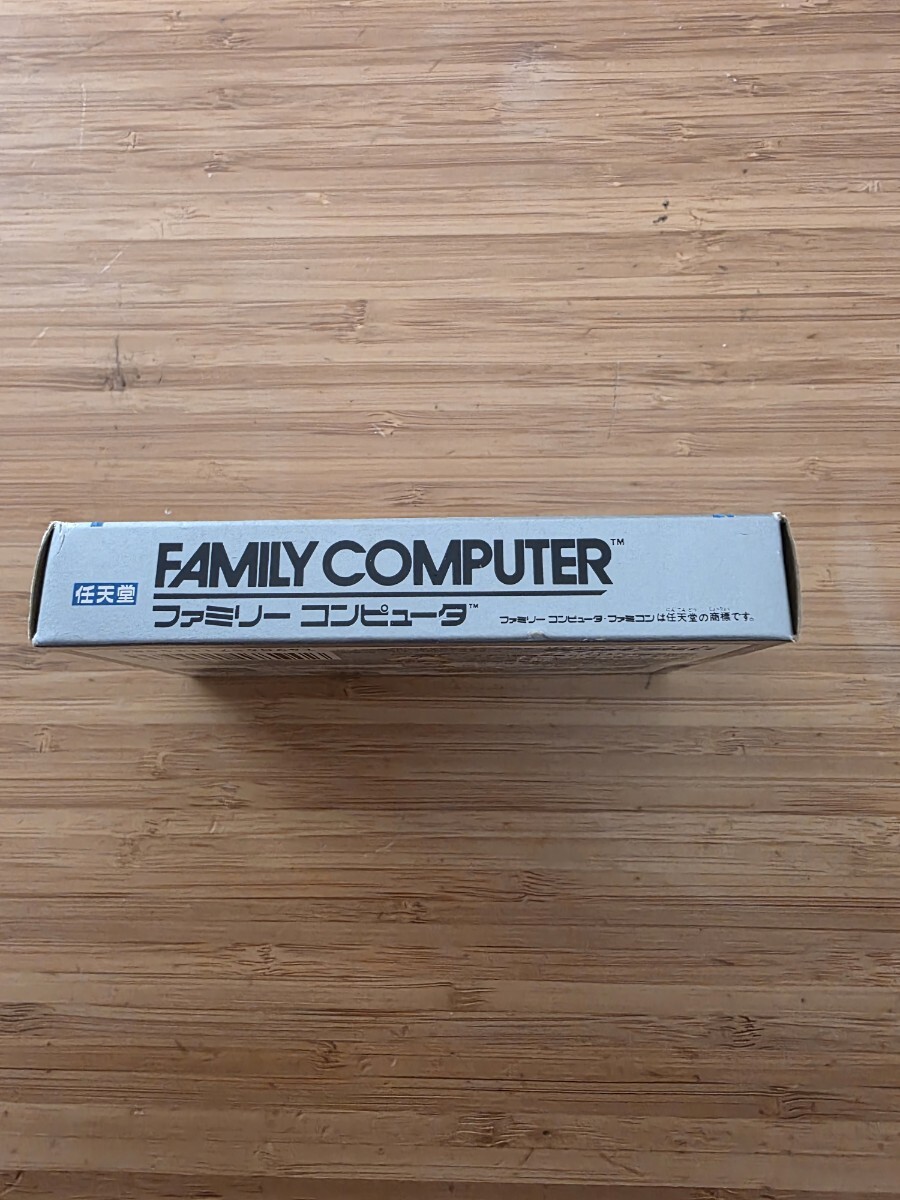 FAMILY COMPUTER™
任天堂
ファミリー コンピュータ™
ファミリー コンピュータ・ファミコンは任天堂の商標です。